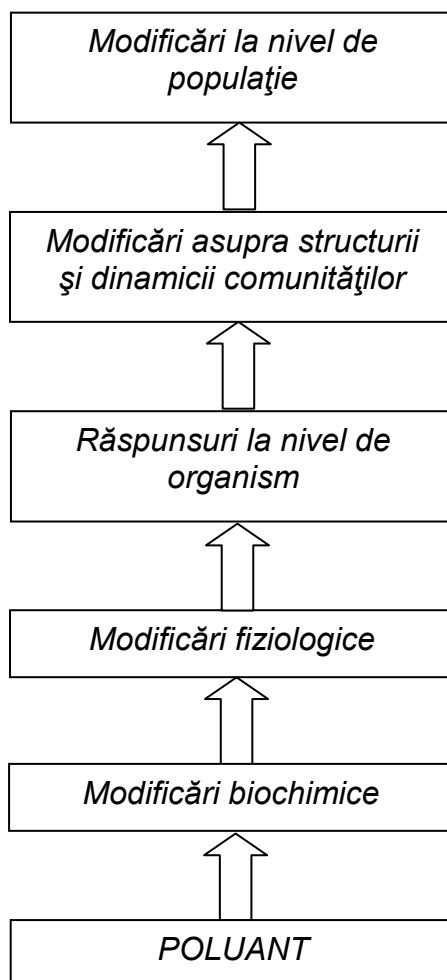 Modificări la nivel de
populaţie
Modificări asupra structurii
şi dinamicii comunităţilor
Răspunsuri la nivel de
organism
Modificări fiziologice
Modificări biochimice
POLUANT